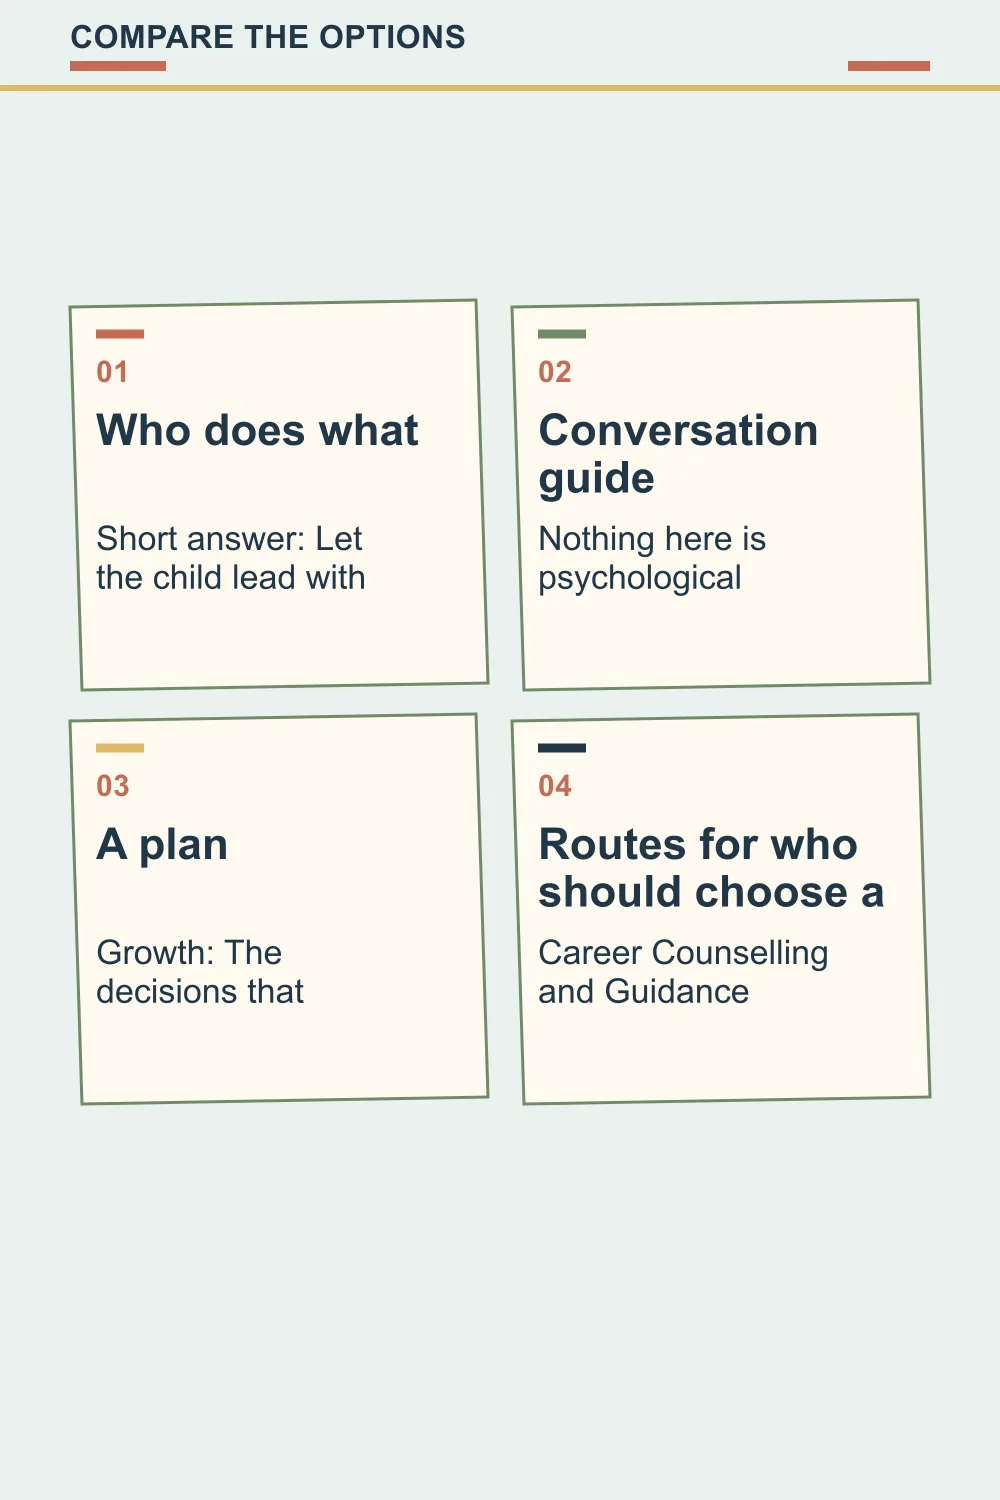 COMPARE THE OPTIONS
01
Who does what
Short answer: Let
the child lead with
02
Conversation
guide
Nothing here is
psychological
03
A plan
Growth: The
decisions that
04
Routes for who
should choose a
Career Counselling
and Guidance